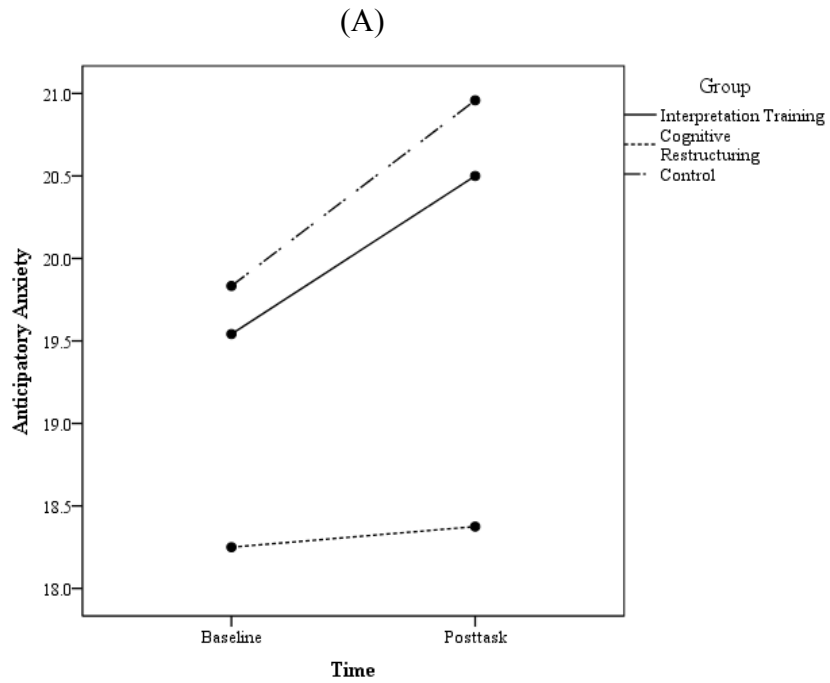 (A)
Group
Interpretation Training
Cognitive
Restructuring
Control
Anticipatory Anxiety
21.0
20.5
20.0
19.5
19.0
18.5
18.0
Baseline
Posttask
Time